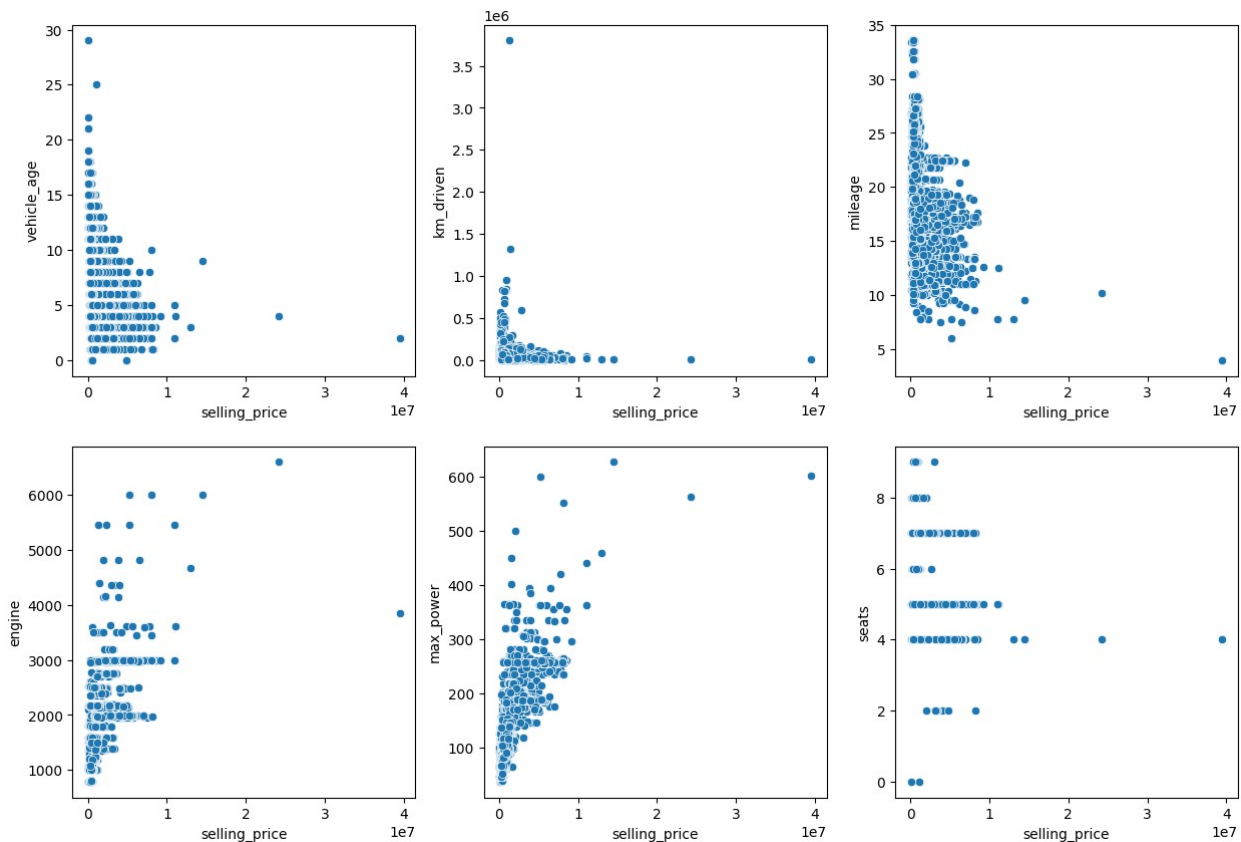 30
25
20
15
10
5
0
vehicle_age
0 1 2 3 4
selling_price
1e7
1e6
3.5
3.0
2.5
2.0
1.5
1.0
0.5
0.0
km_driven
0 1 2 3 4
selling_price
1e7
35
30
25
20
15
10
5
mileage
0 1 2 3 4
selling_price
1e7
6000
5000
4000
3000
2000
1000
engine
0 1 2 3 4
selling_price
1e7
600
500
400
300
200
100
max_power
0 1 2 3 4
selling_price
1e7
8
6
4
2
0
seats
0 1 2 3 4
selling_price
1e7